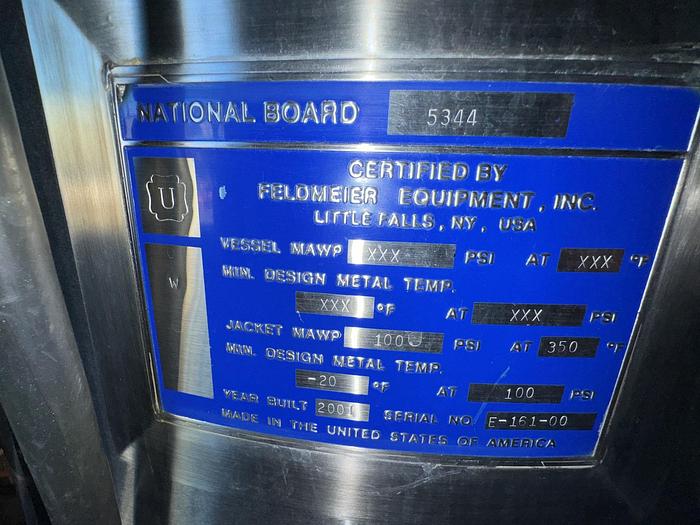 NATIONAL BOARD 5344
U
W
CERTIFIED BY
FELDMEIER EQUIPMENT, INC.
LITTLE FALLS, NY, USA
VESSEL MAWP XXX PSI AT XXX °F
MIN. DESIGN METAL TEMP.
XXX °F AT XXX PSI
JACKET MAWP 100 PSI AT 350 °F
MIN. DESIGN METAL TEMP.
-20 °F AT 100 PSI
YEAR BUILT 2001 SERIAL NO. E-161-00
MADE IN THE UNITED STATES OF AMERICA